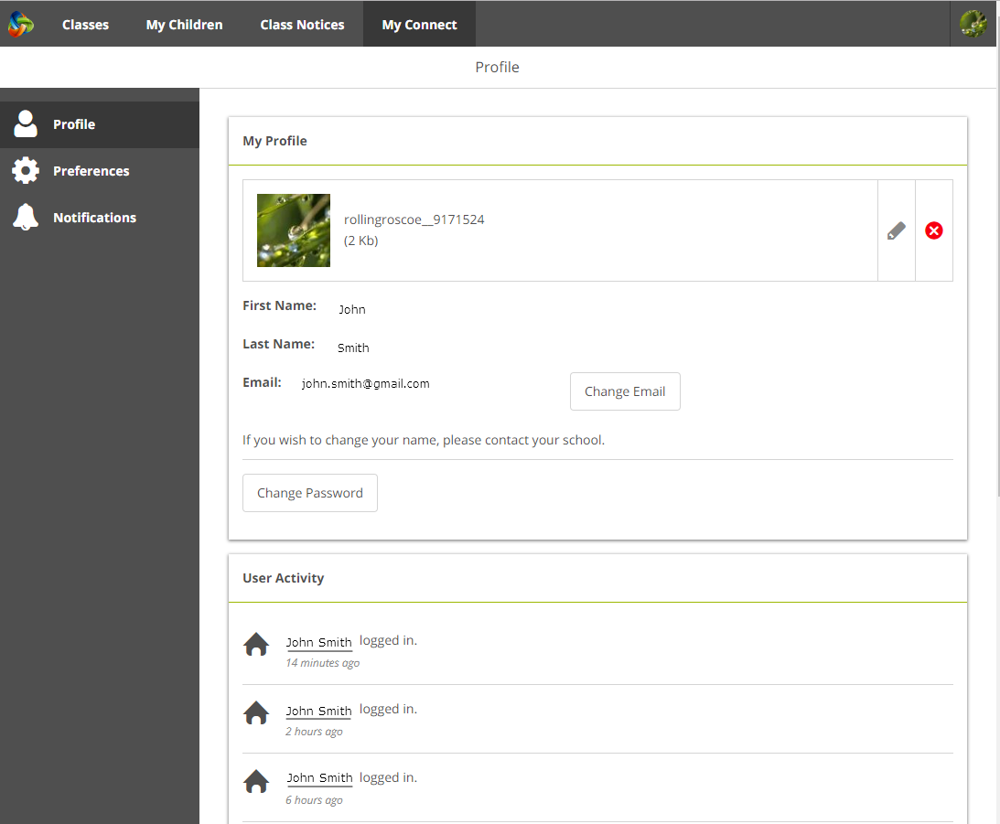 Classes My Children Class Notices My Connect
Profile
Profile
Preferences
Notifications
My Profile
rollingroscoe__9171524
(2 Kb)
First Name: John
Last Name: Smith
Email: john.smith@gmail.com Change Email
If you wish to change your name, please contact your school.
Change Password
User Activity
John Smith logged in.
14 minutes ago
John Smith logged in.
2 hours ago
John Smith logged in.
6 hours ago